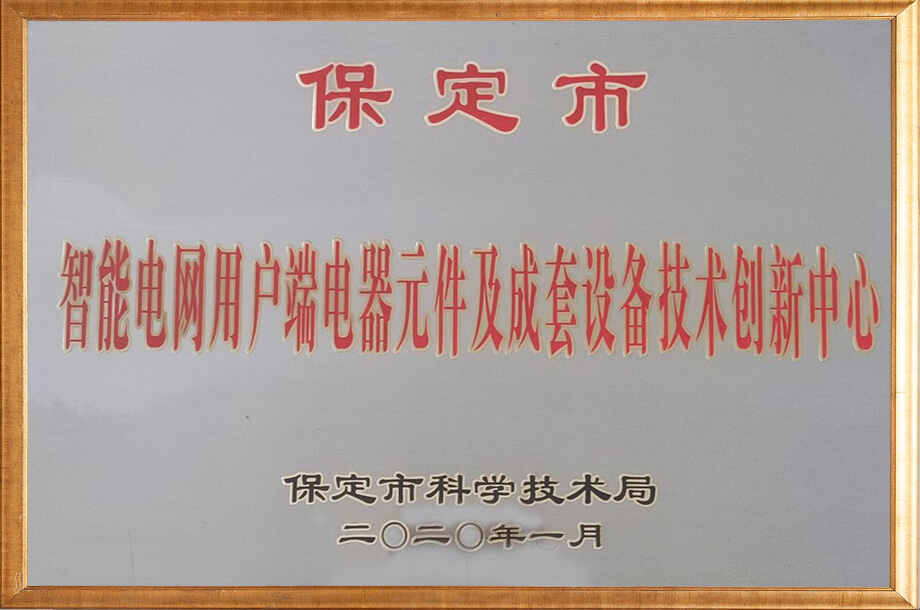 保定市
智能电网用户端电器元件及成套设备技术创新中心
保定市科学技术局
二〇二〇年一月